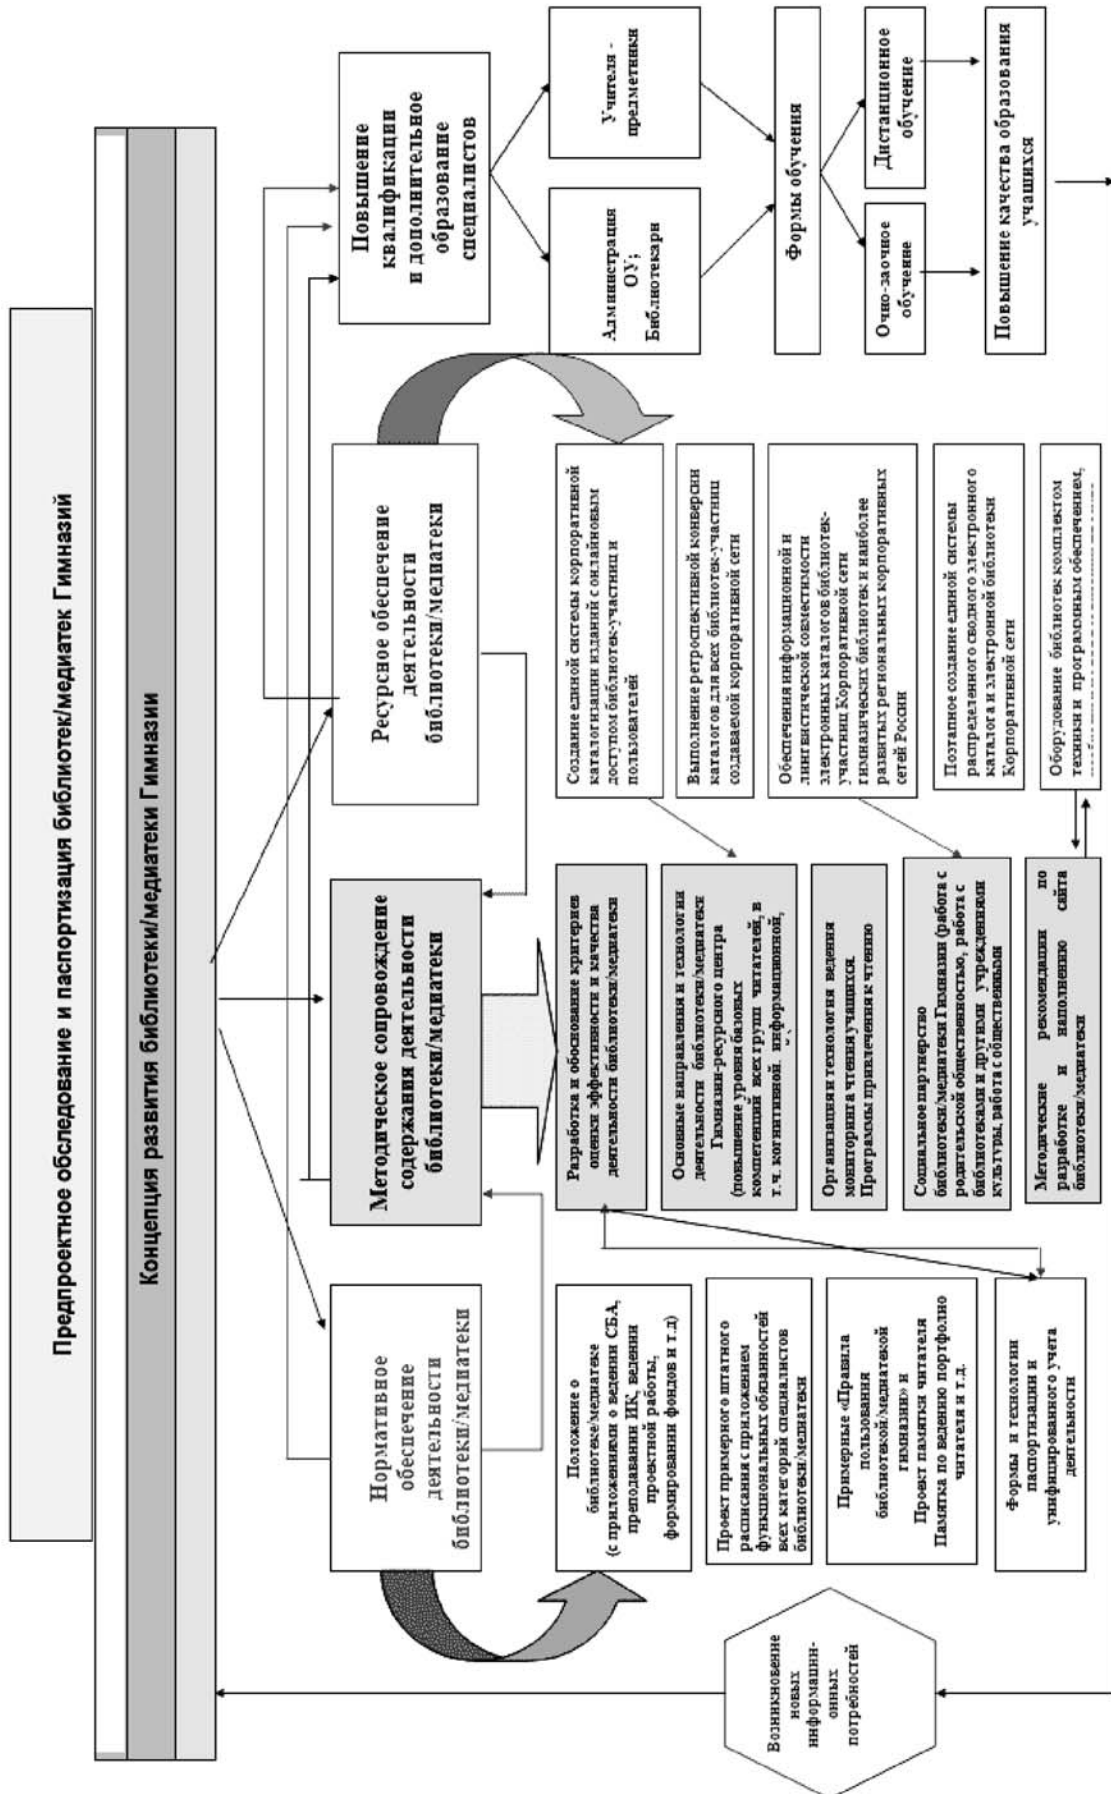 Предпроектное обследование и паспортизация библиотек/медиатек Гимназий
Концепция развития библиотеки/медиатеки Гимназии
Нормативное
обеспечение
деятельности
библиотеки/медиатеки
Методическое сопровождение
содержания деятельности
библиотеки/медиатеки
Ресурсное обеспечение
деятельности
библиотеки/медиатеки
Повышение
квалификации
и дополнительное
образование
специалистов
Положение о
библиотеке/медиатеке
(с приложениями о ведении СБА,
преподавании ИК, ведении
проектной работы,
формировании фондов и т.д)
Проект примерного штатного
расписания с приложением
функциональных обязанностей
всех категорий специалистов
библиотеки/медиатеки
Примерные «Правила
пользования
библиотекой/медиатекой
гимназии» и
Проект памятки читателя
Памятка по ведению портфолио
читателя и т.д.
Формы и технологии
паспортизации и
унифицированного учета
деятельности
Разработка и обоснование критериев
оценки эффективности и качества
деятельности библиотеки/медиатеки
Основные направления и технологии
деятельности библиотеки/медиатеки
Гимназии-ресурсного центра
(повышение уровня базовых
компетенций всех групп читателей, в
т.ч. когнитивной, информационной,
Организация и технология ведения
мониторинга чтения учащихся.
Программы привлечения к чтению
Социальное партнерство
библиотеки/медиатеки Гимназии (работа с
родительской общественностью, работа с
библиотеками и другими учреждениями
культуры, работа с общественными
Методические рекомендации по
разработке и наполнению сайта
библиотеки/медиатеки
Создание единой системы корпоративной
каталогизации изданий с онлайновым
доступом библиотек-участниц и
пользователей
Выполнение ретроспективной конверсии
каталогов для всех библиотек-участниц
создаваемой корпоративной сети
Обеспечения информационной и
лингвистической совместимости
электронных каталогов библиотек-
участниц Корпоративной сети
гимназических библиотек и наиболее
развитых региональных корпоративных
сетей России
Поэтапное создание единой системы
распределенного сводного электронного
каталога и электронной библиотеки
Корпоративной сети
Оборудование библиотек комплектом
техники и программным обеспечением,
Администрация
ОУ;
Библиотекари
Учителя -
предметники
Формы обучения
Очно-заочное
обучение
Дистанционное
обучение
Повышение качества образования
учащихся
Возникновение
новых
информацион-
онных
потребностей